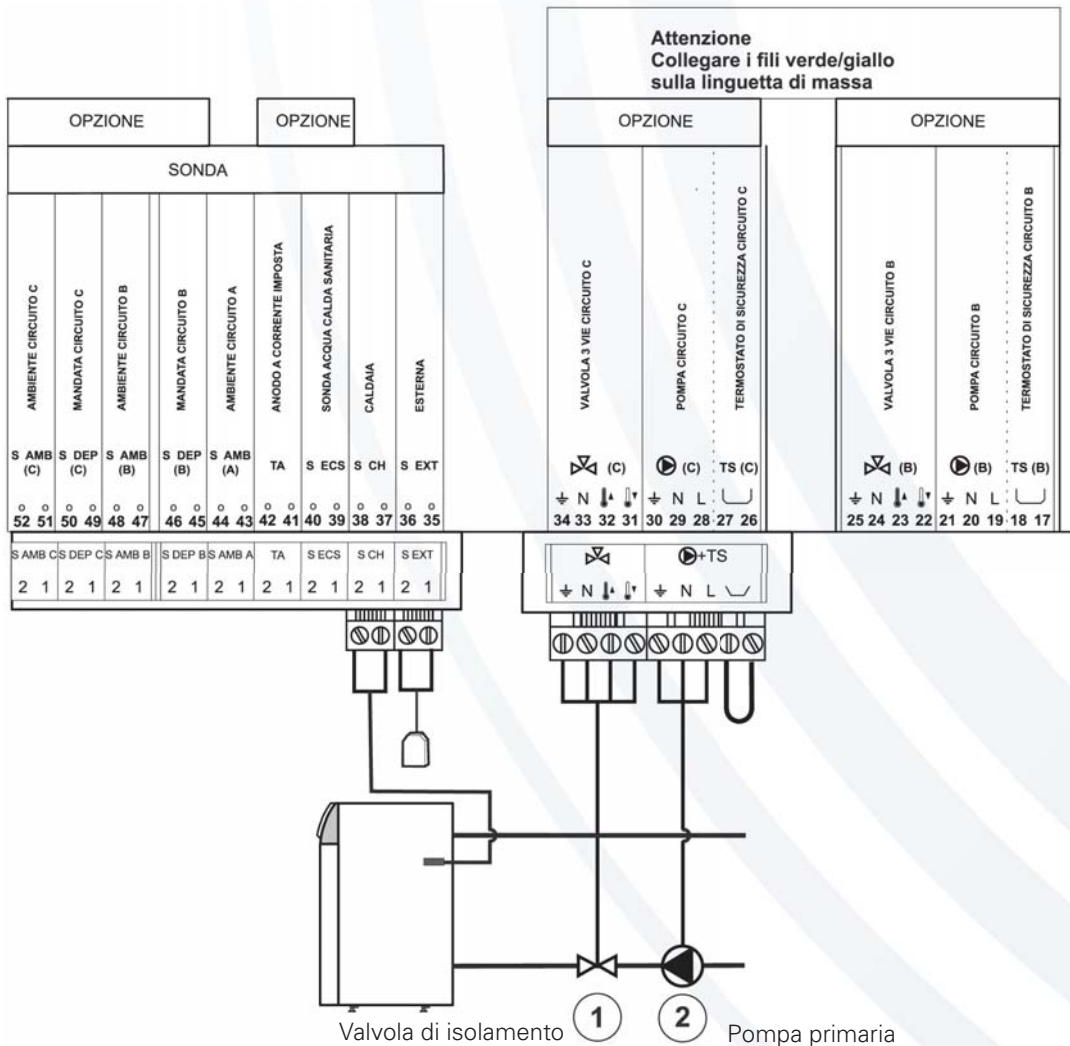 Attenzione
Collegare i fili verde/giallo
sulla linguetta di massa
OPZIONE
OPZIONE
OPZIONE
OPZIONE
SONDA
AMBIENTE CIRCUITO C
MANDATA CIRCUITO C
AMBIENTE CIRCUITO B
MANDATA CIRCUITO B
AMBIENTE CIRCUITO A
ANODO A CORRENTE IMPOSTA
SONDA ACQUA CALDA SANITARIA
CALDAIA
ESTERNA
VALVOLA 3 VIE CIRCUITO C
POMPA CIRCUITO C
TERMOSTATO DI SICUREZZA CIRCUITO C
VALVOLA 3 VIE CIRCUITO B
POMPA CIRCUITO B
TERMOSTATO DI SICUREZZA CIRCUITO B
S AMB (C) S DEP (C) S AMB (B) S DEP (B) S AMB (A) TA S ECS S CH S EXT
(C) (C) TS (C)
(B) (B) TS (B)
N N L
N N L
52 51 50 49 48 47 46 45 44 43 42 41 40 39 38 37 36 35
34 33 32 31 30 29 28 27 26
25 24 23 22 21 20 19 18 17
S AMB C S DEP C S AMB B S DEP B S AMB A TA S ECS S CH S EXT
2 1 2 1 2 1 2 1 2 1 2 1 2 1 2 1 2 1
+TS
N N L
Valvola di isolamento 1 2 Pompa primaria